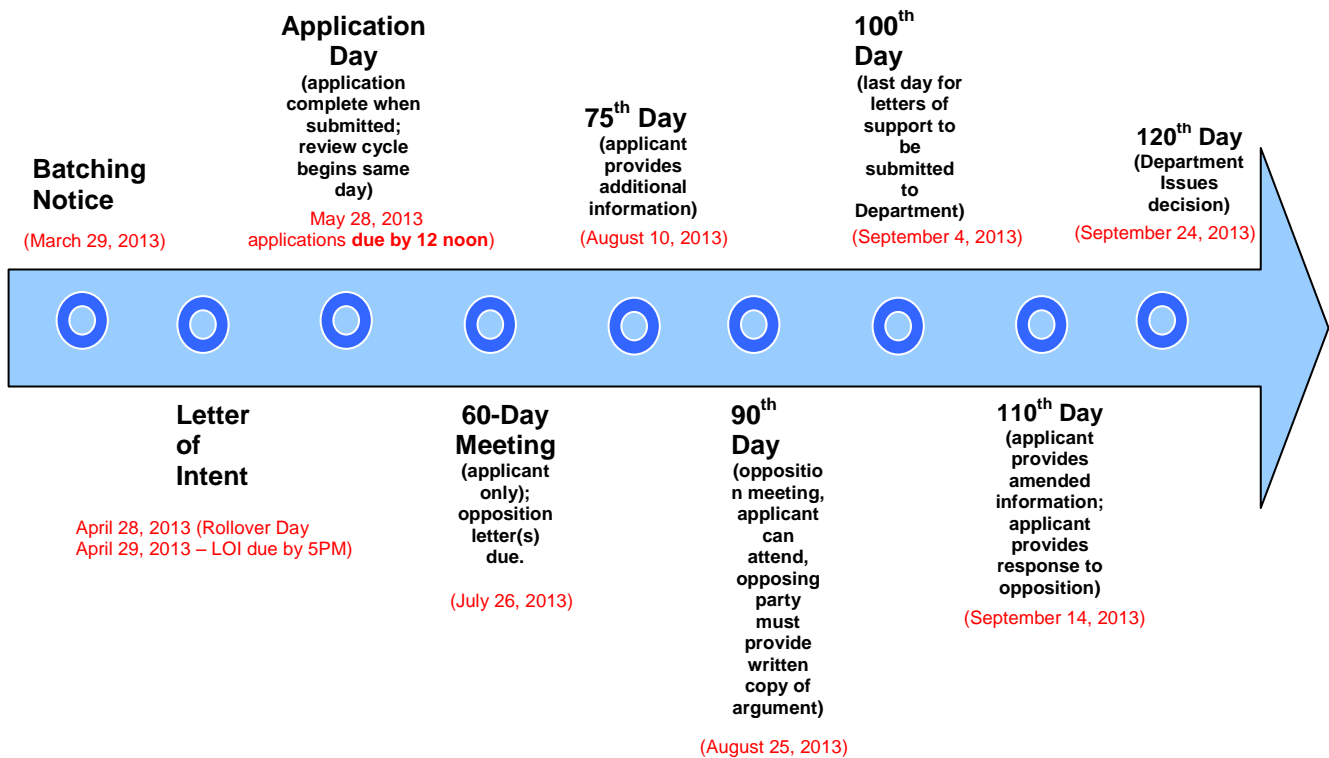 Batching
Notice
(March 29, 2013)
Letter
of
Intent
April 28, 2013 (Rollover Day
April 29, 2013 – LOI due by 5PM)
Application
Day
(application
complete when
submitted;
review cycle
begins same
day)
May 28, 2013
applications due by 12 noon)
60-Day
Meeting
(applicant
only);
opposition
letter(s)
due.
(July 26, 2013)
75th Day
(applicant
provides
additional
information)
(August 10, 2013)
90th
Day
(oppositio
n meeting,
applicant
can
attend,
opposing
party
must
provide
written
copy of
argument)
(August 25, 2013)
100th
Day
(last day for
letters of
support to
be
submitted
to
Department)
(September 4, 2013)
110th Day
(applicant
provides
amended
information;
applicant
provides
response to
opposition)
(September 14, 2013)
120th Day
(Department
Issues
decision)
(September 24, 2013)